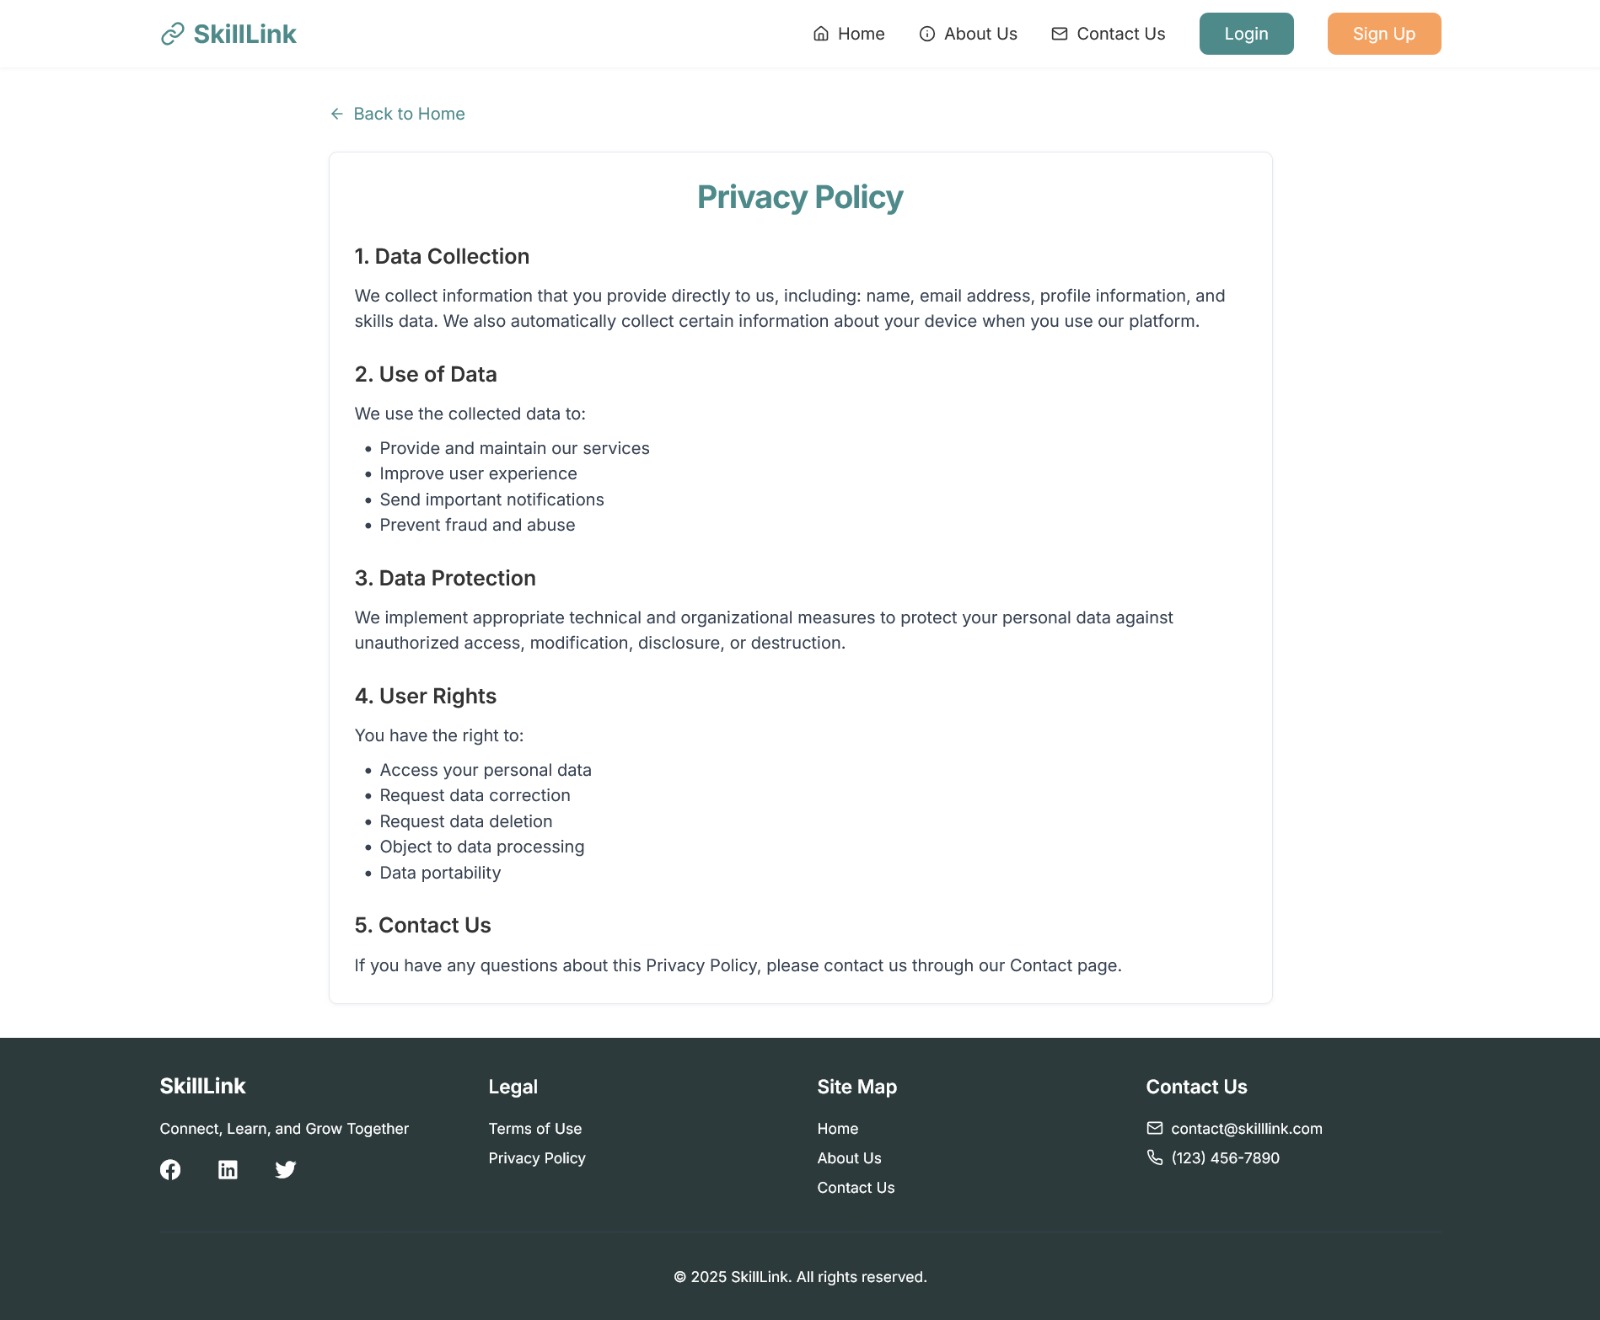 SkillLink
Home
About Us
Contact Us
Login
Sign Up
Back to Home
Privacy Policy
1. Data Collection
We collect information that you provide directly to us, including: name, email address, profile information, and
skills data. We also automatically collect certain information about your device when you use our platform.
2. Use of Data
We use the collected data to:
• Provide and maintain our services
• Improve user experience
• Send important notifications
• Prevent fraud and abuse
3. Data Protection
We implement appropriate technical and organizational measures to protect your personal data against
unauthorized access, modification, disclosure, or destruction.
4. User Rights
You have the right to:
• Access your personal data
• Request data correction
• Request data deletion
• Object to data processing
• Data portability
5. Contact Us
If you have any questions about this Privacy Policy, please contact us through our Contact page.
SkillLink
Connect, Learn, and Grow Together
Legal
Terms of Use
Privacy Policy
Site Map
Home
About Us
Contact Us
Contact Us
contact@skilllink.com
(123) 456-7890
© 2025 SkillLink. All rights reserved.